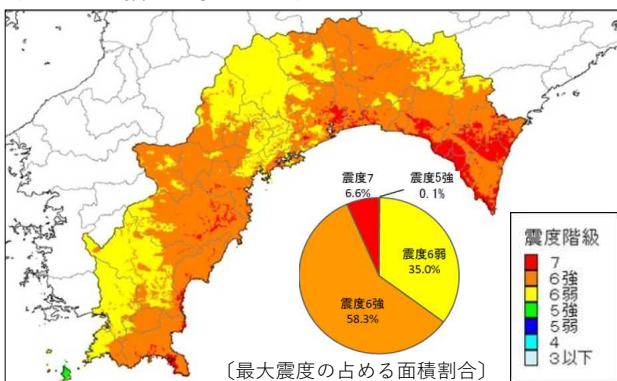 震度7
6.6%
震度5強
0.1%
震度6弱
35.0%
震度6強
58.3%
〔最大震度の占める面積割合〕
震度階級
7
6強
6弱
5強
5弱
4
3以下